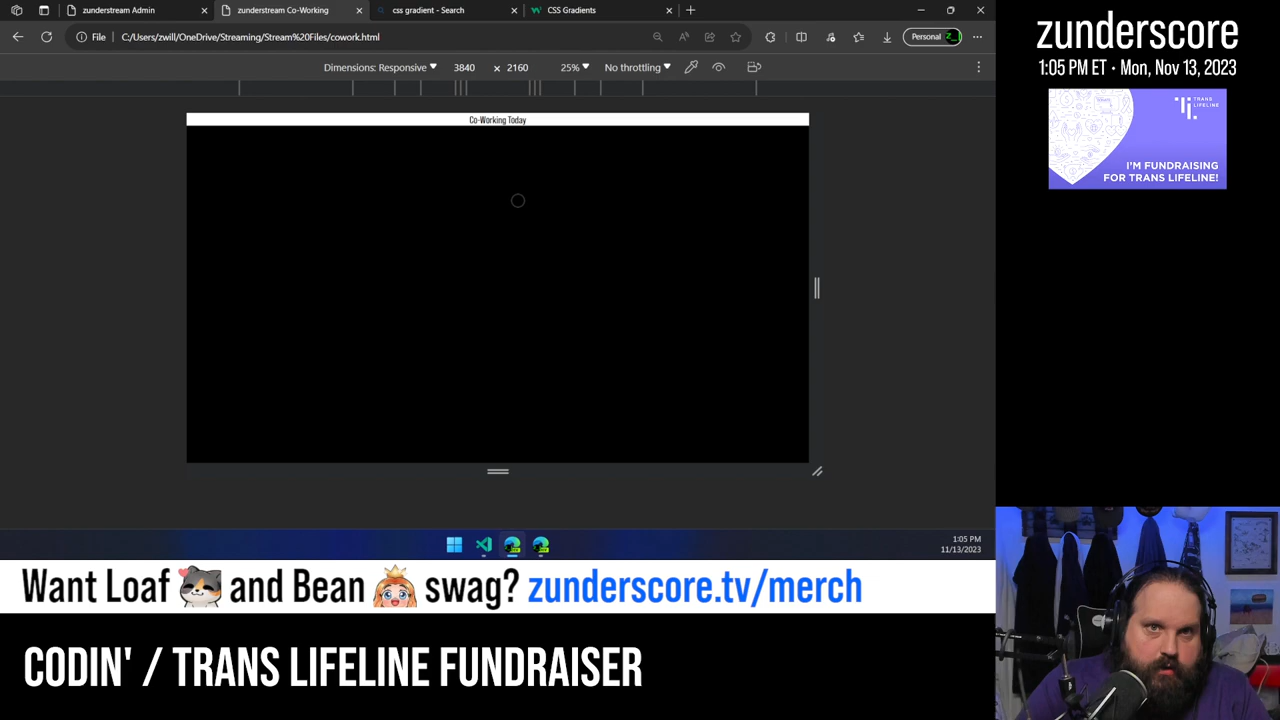 zunderstream Admin
zunderstream Co-Working
css gradient - Search
CSS Gradients
File
C:/Users/zwill/OneDrive/Streaming/Stream%20Files/cowork.html
Personal
Dimensions: Responsive
3840 × 2160
25%
No throttling
Co-Working Today
1:05 PM
11/13/2023
zunderscore
1:05 PM ET · Mon, Nov 13, 2023
TRANS
LIFELINE
I'M FUNDRAISING
FOR TRANS LIFELINE!
Want Loaf and Bean swag? zunderscore.tv/merch
CODIN' / TRANS LIFELINE FUNDRAISER